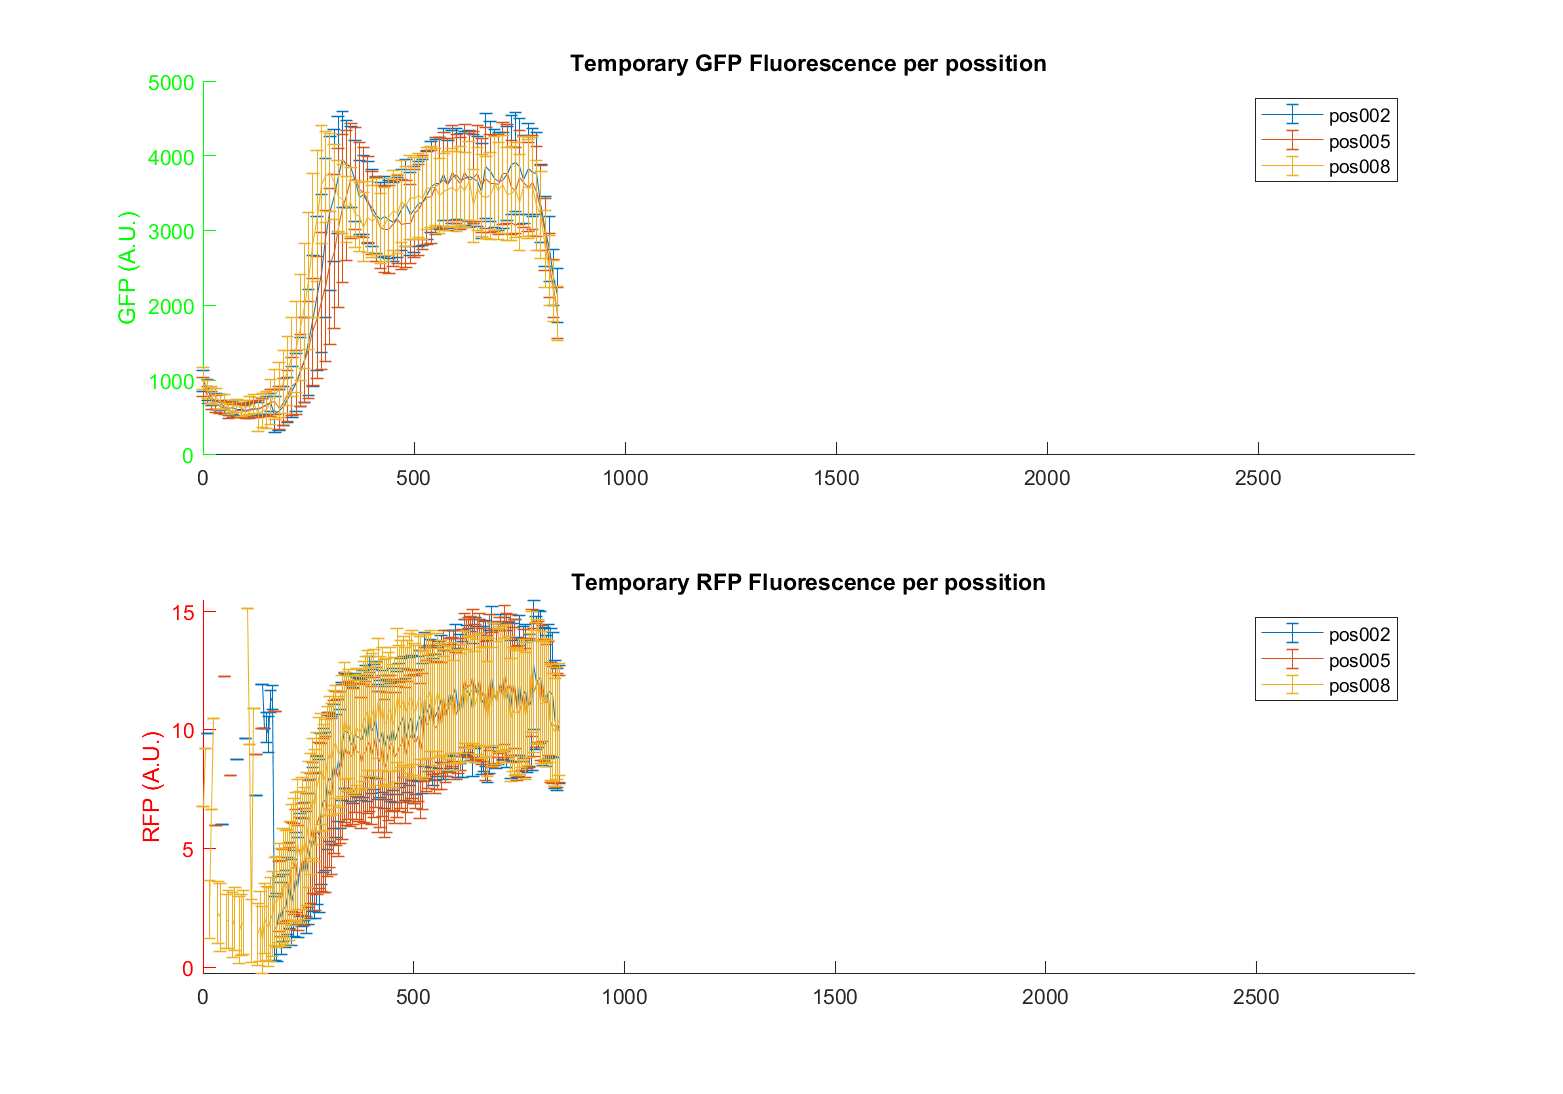 Temporary GFP Fluorescence per possition
5000
4000
3000
2000
1000
0
GFP (A.U.)
0 500 1000 1500 2000 2500
pos002
pos005
pos008
Temporary RFP Fluorescence per possition
15
10
5
0
RFP (A.U.)
0 500 1000 1500 2000 2500
pos002
pos005
pos008